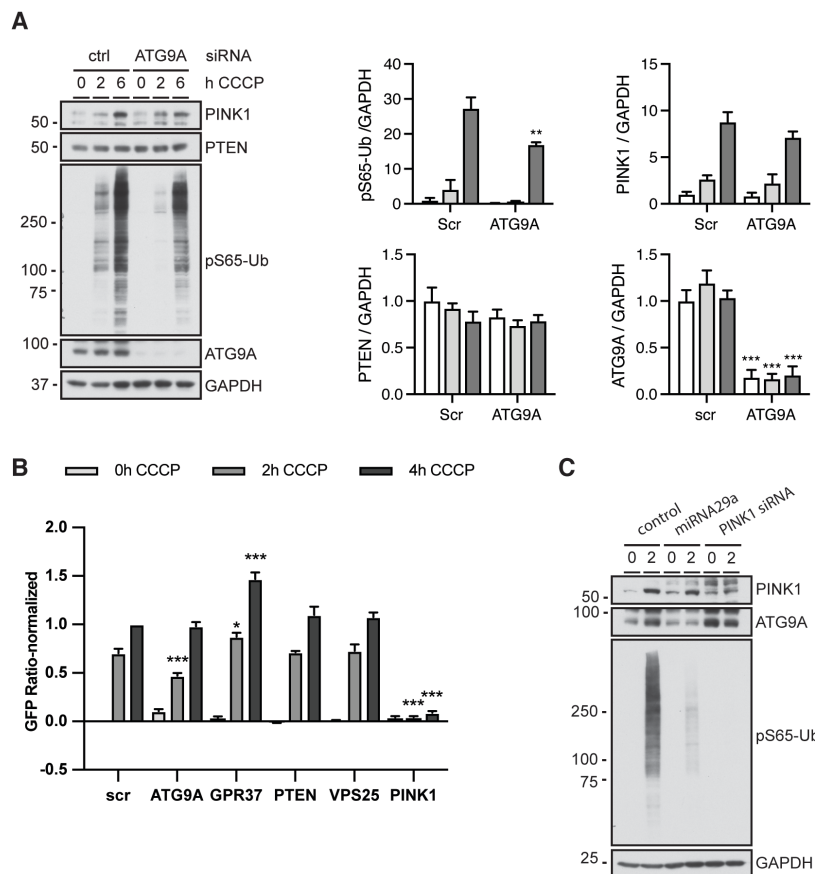 A
ctrl ATG9A siRNA
0 2 6 0 2 6 h CCCP
50 - PINK1
50 - PTEN
250 -
100 -
75 -
pS65-Ub
100 - ATG9A
37 - GAPDH
pS65-Ub /GAPDH
40
30
20
10
0
**
Scr ATG9A
PINK1 / GAPDH
15
10
5
0
Scr ATG9A
PTEN / GAPDH
1.5
1.0
0.5
0.0
Scr ATG9A
ATG9A / GAPDH
1.5
1.0
0.5
0.0
*** *** ***
scr ATG9A
B
0h CCCP 2h CCCP 4h CCCP
GFP Ratio-normalized
2.0
1.5
1.0
0.5
0.0
-0.5
*** * *** *** ***
scr ATG9A GPR37 PTEN VPS25 PINK1
C
control miRNA29a PINK1 siRNA
0 2 0 2 0 2
50 - PINK1
100 - ATG9A
250 -
pS65-Ub
100 -
75 -
25 - GAPDH